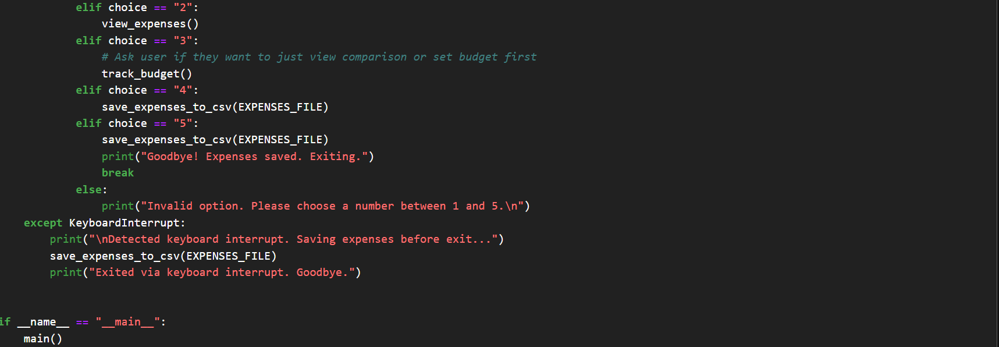 elif choice == "2":
view_expenses()
elif choice == "3":
# Ask user if they want to just view comparison or set budget first
track_budget()
elif choice == "4":
save_expenses_to_csv(EXPENSES_FILE)
elif choice == "5":
save_expenses_to_csv(EXPENSES_FILE)
print("Goodbye! Expenses saved. Exiting.")
break
else:
print("Invalid option. Please choose a number between 1 and 5.\n")
except KeyboardInterrupt:
print("\nDetected keyboard interrupt. Saving expenses before exit...")
save_expenses_to_csv(EXPENSES_FILE)
print("Exited via keyboard interrupt. Goodbye.")
if __name__ == "__main__":
main()